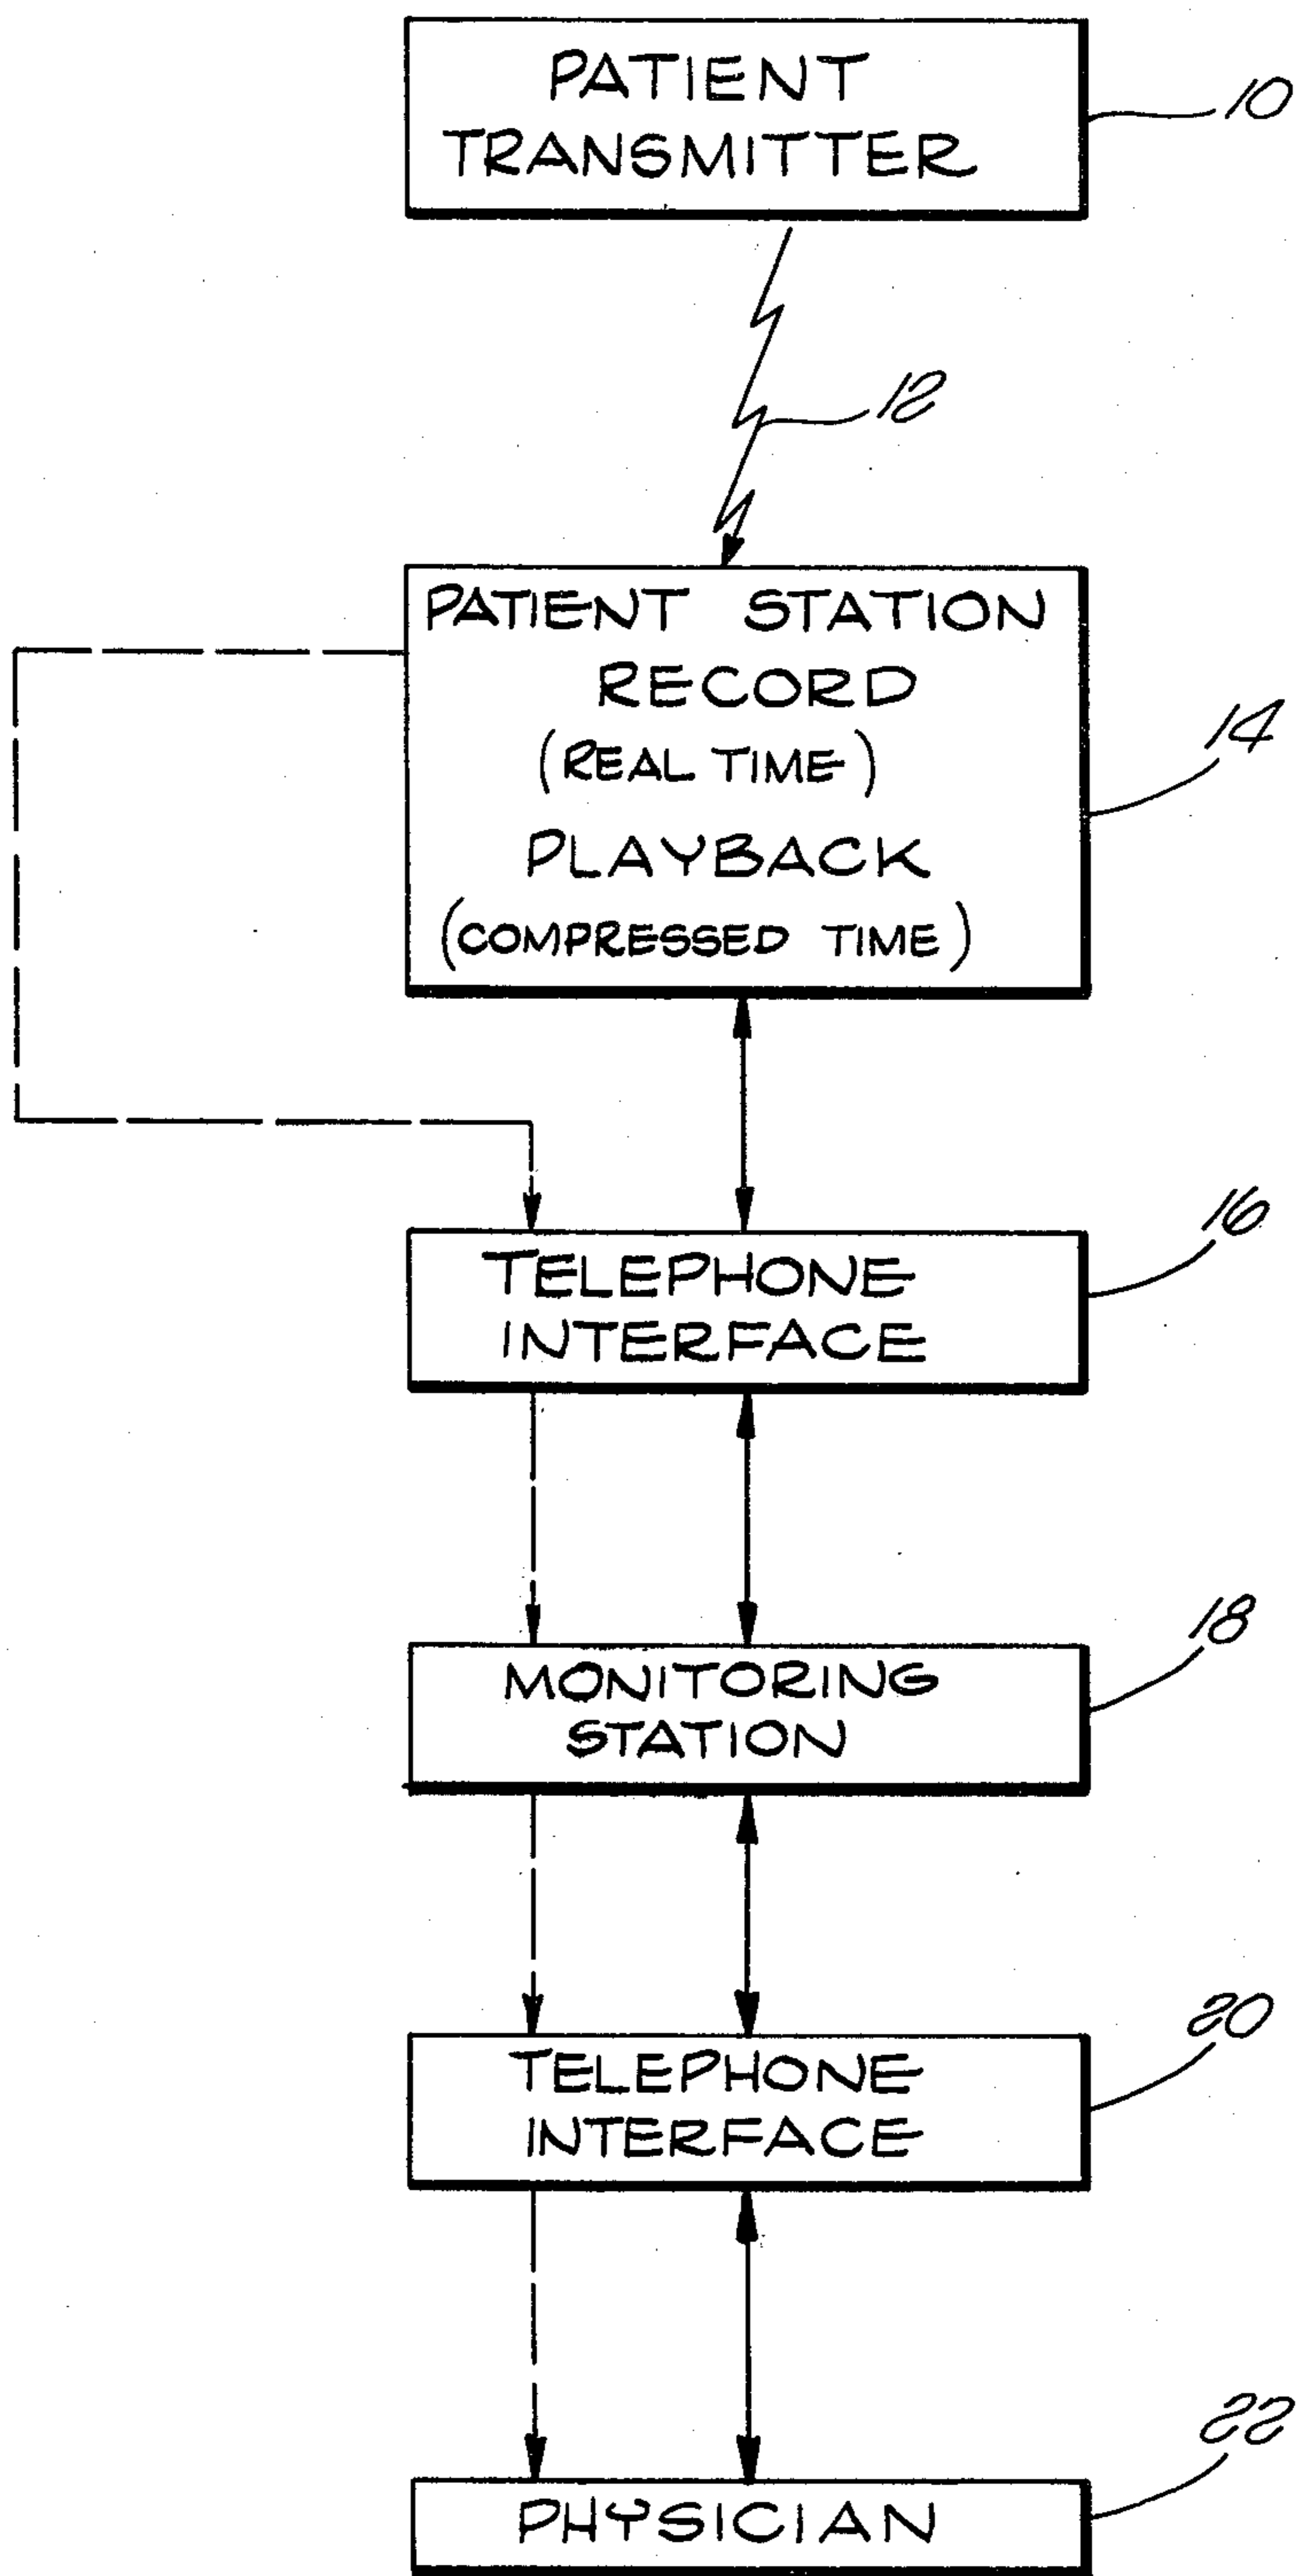 PATIENT
TRANSMITTER
10
12
PATIENT STATION
RECORD
(REAL TIME)
14
PLAYBACK
(COMPRESSED TIME)
16
TELEPHONE
INTERFACE
18
MONITORING
STATION
20
TELEPHONE
INTERFACE
22
PHYSICIAN